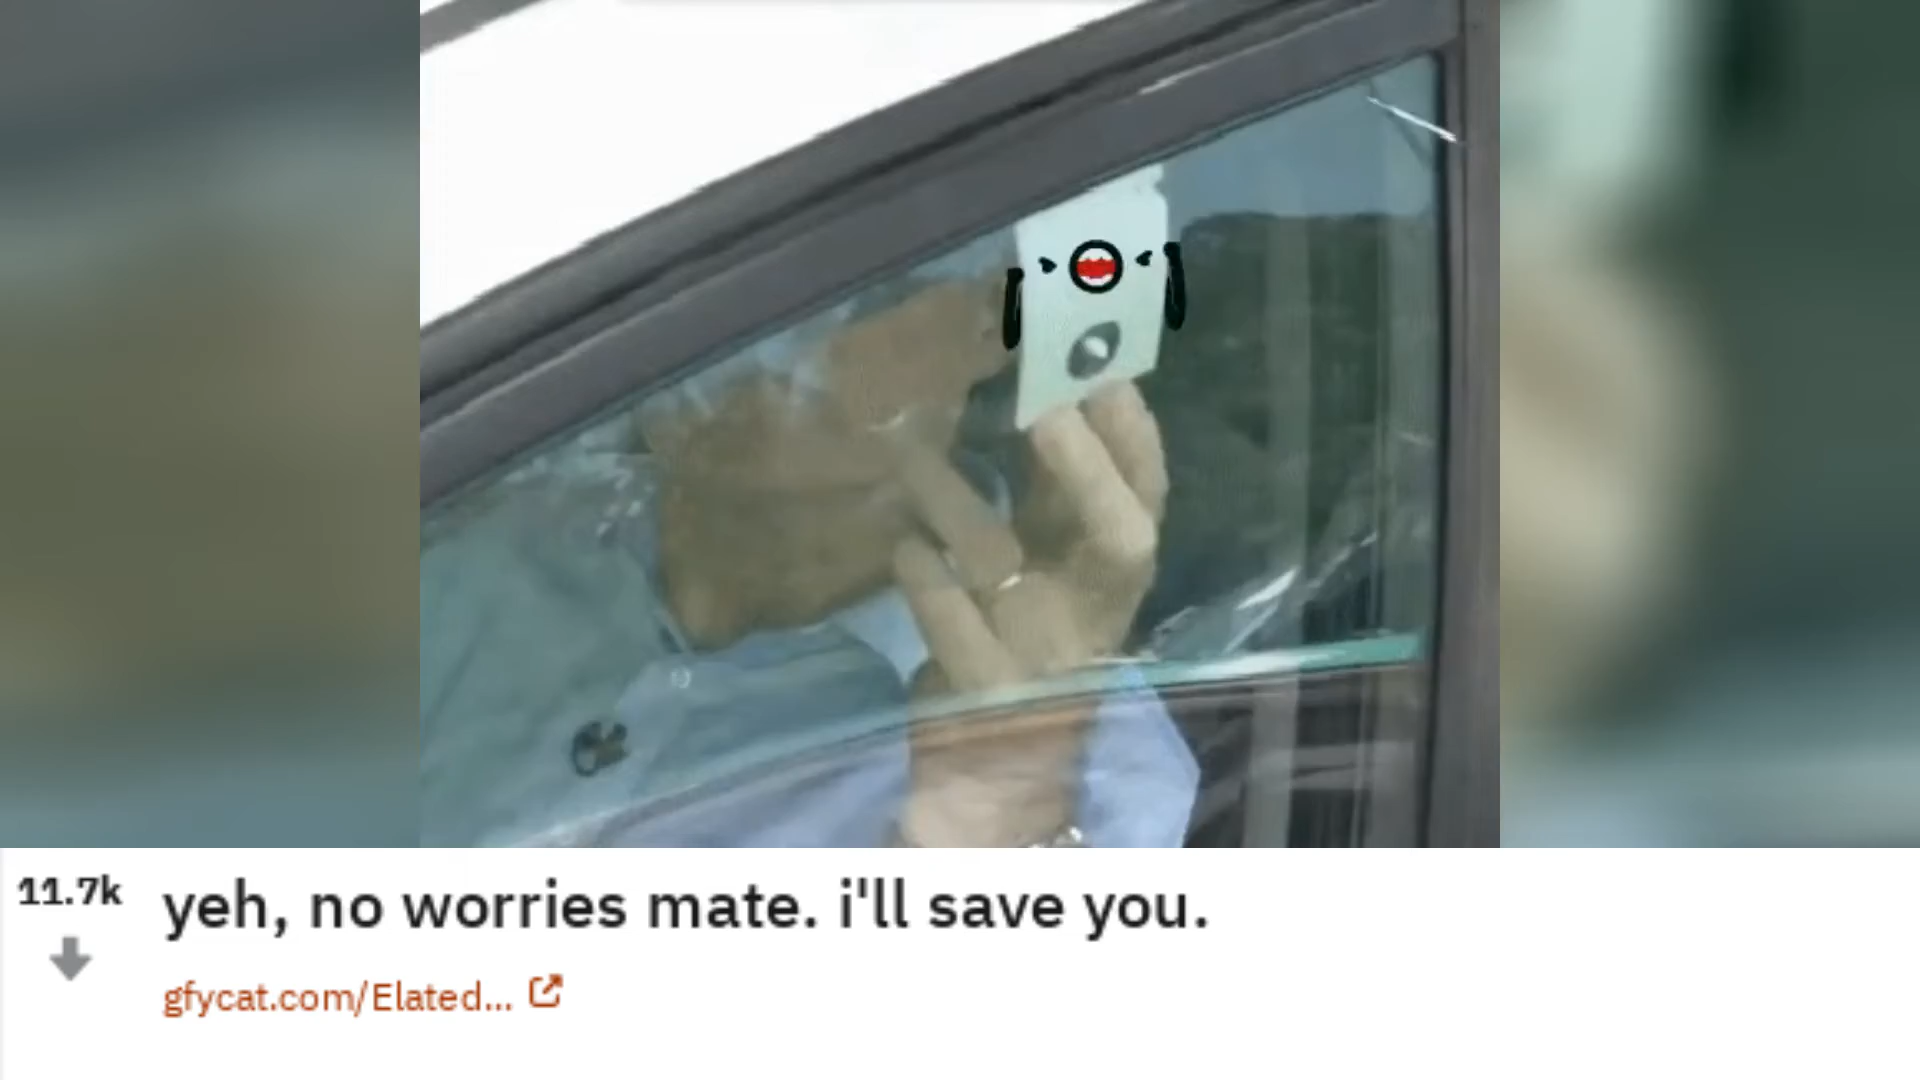 11.7k
yeh, no worries mate. i'll save you.
gfycat.com/Elated...